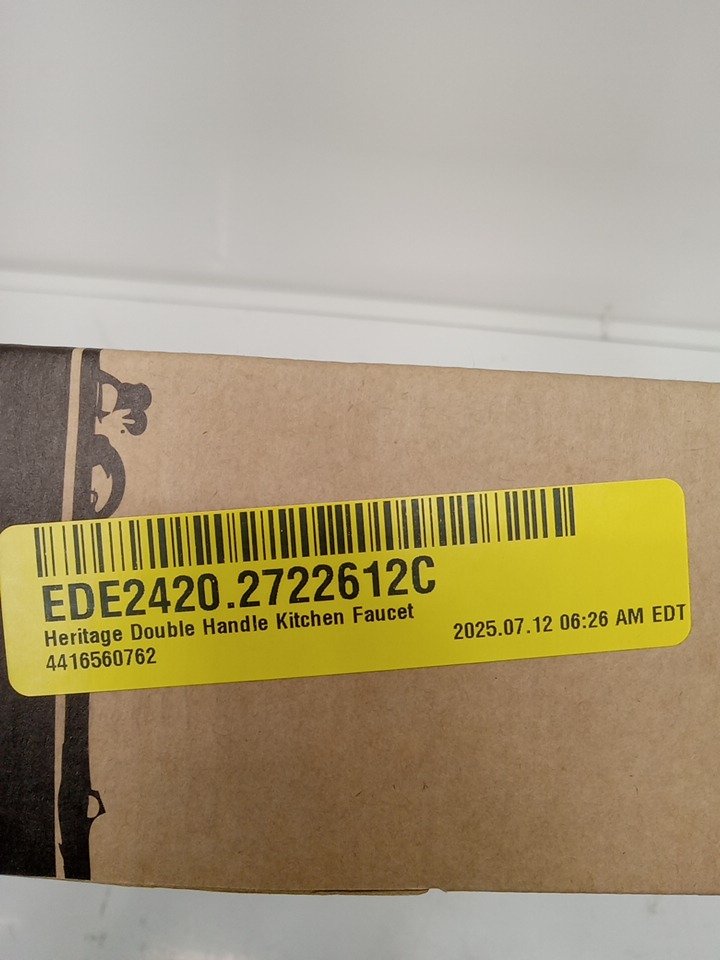 EDE2420.2722612C
Heritage Double Handle Kitchen Faucet
2025.07.12 06:26 AM EDT
4416560762